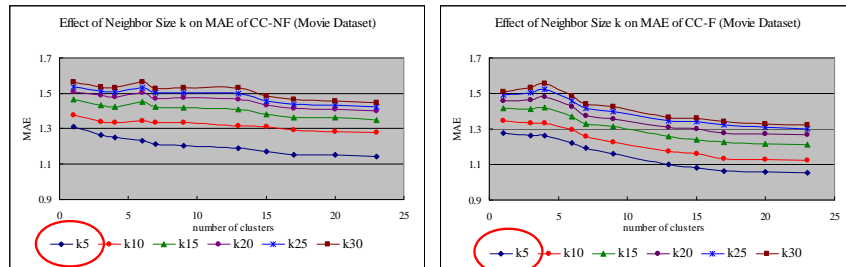 Effect of Neighbor Size k on MAE of CC-NF (Movie Dataset)
1.7
1.5
1.3
1.1
0.9
MAE
0 5 10 15 20 25
number of clusters
k5 k10 k15 k20 k25 k30
Effect of Neighbor Size k on MAE of CC-F (Movie Dataset)
1.7
1.5
1.3
1.1
0.9
MAE
0 5 10 15 20 25
number of clusters
k5 k10 k15 k20 k25 k30